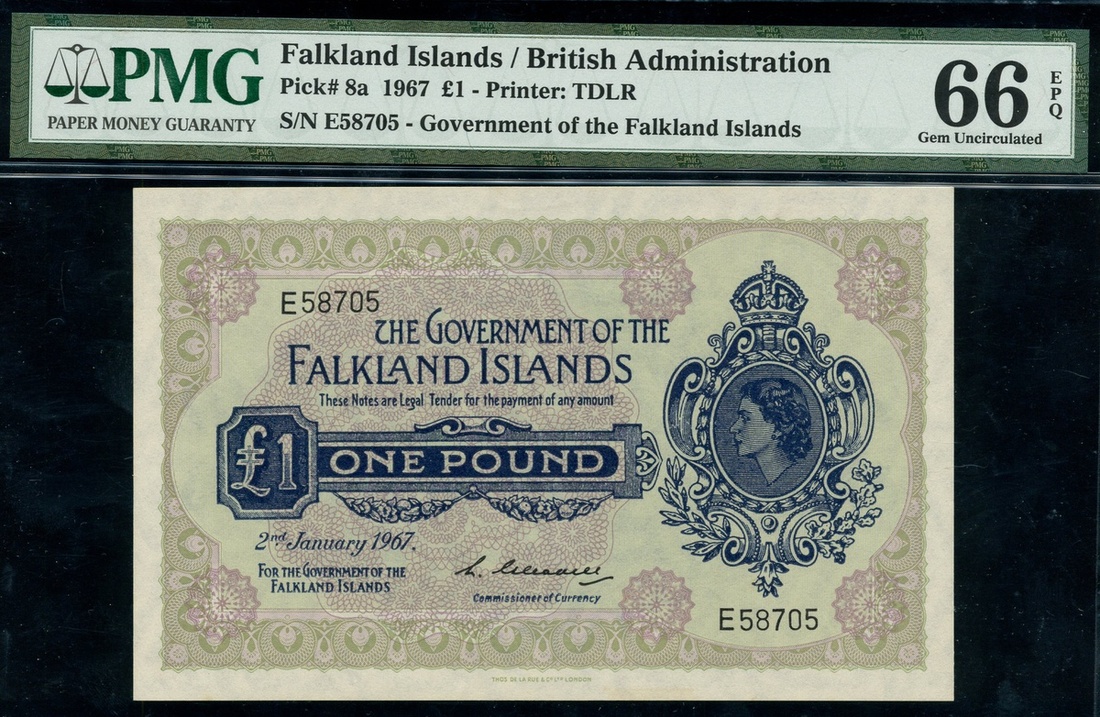 PMG
PAPER MONEY GUARANTY
Falkland Islands / British Administration
Pick# 8a 1967 £1 - Printer: TDLR
S/N E58705 - Government of the Falkland Islands
66
EPQ
Gem Uncirculated
E58705
THE GOVERNMENT OF THE
FALKLAND ISLANDS
These Notes are Legal Tender for the payment of any amount
£1
ONE POUND
2nd January 1967.
FOR THE GOVERNMENT OF THE
FALKLAND ISLANDS
Commissioner of Currency
E58705
THOS DE LA RUE & CO LTD LONDON